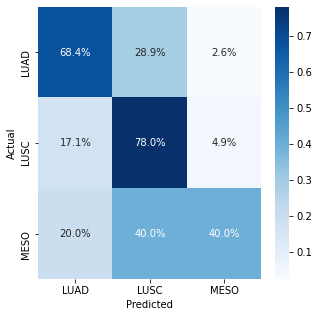 LUAD 68.4% 28.9% 2.6%
LUSC 17.1% 78.0% 4.9%
MESO 20.0% 40.0% 40.0%
LUAD LUSC MESO
Predicted
Actual
0.7
0.6
0.5
0.4
0.3
0.2
0.1